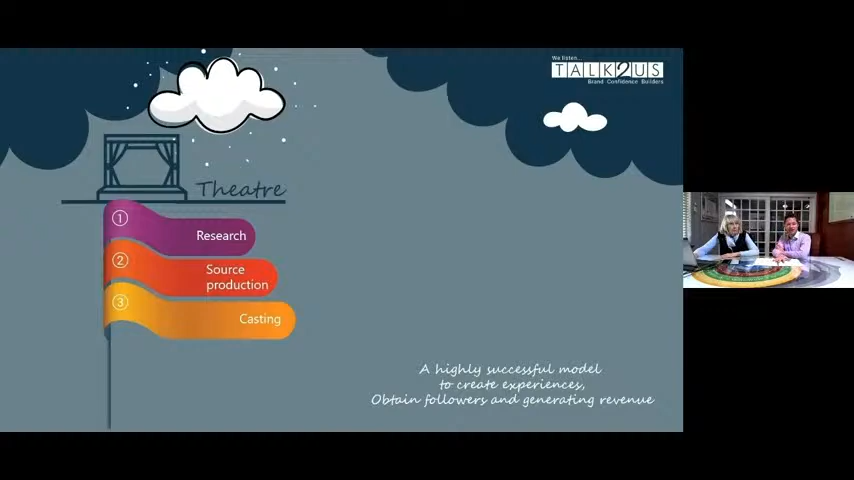 We listen...
TALK2US
Brand Confidence Builders
Theatre
1
Research
2
Source
production
3
Casting
A highly successful model
to create experiences,
Obtain followers and generating revenue